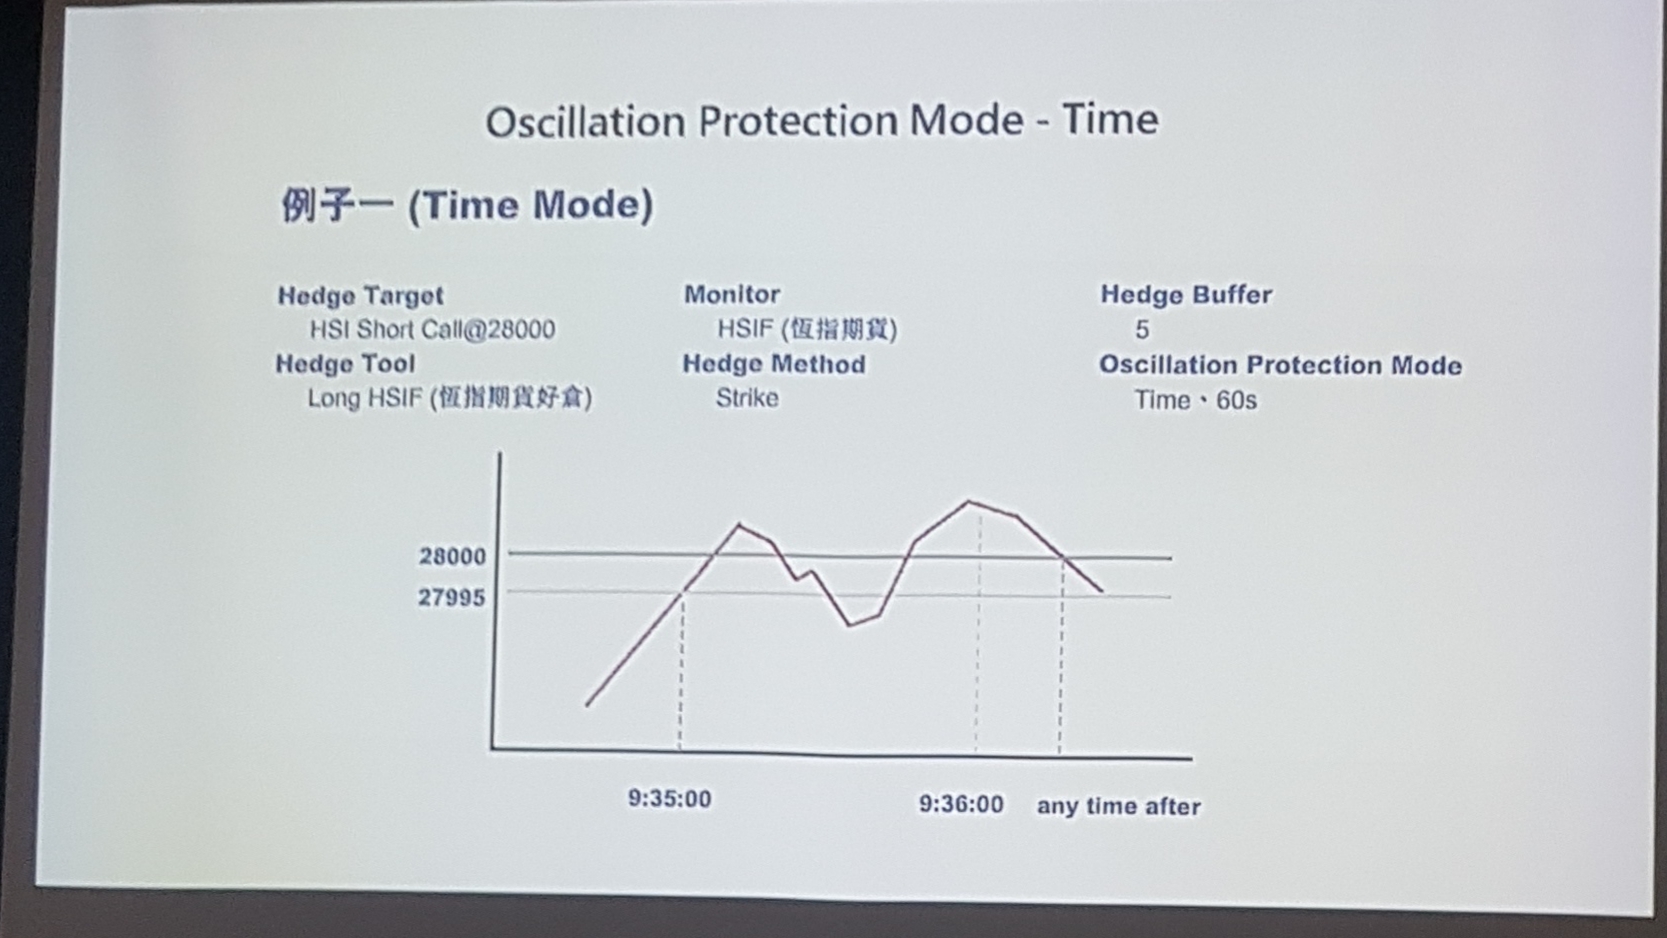 Oscillation Protection Mode - Time
例子一 (Time Mode)
Hedge Target
HSI Short Call@28000
Hedge Tool
Long HSIF (恆指期貨好倉)
Monitor
HSIF (恆指期貨)
Hedge Method
Strike
Hedge Buffer
5
Oscillation Protection Mode
Time、60s
28000
27995
9:35:00
9:36:00
any time after